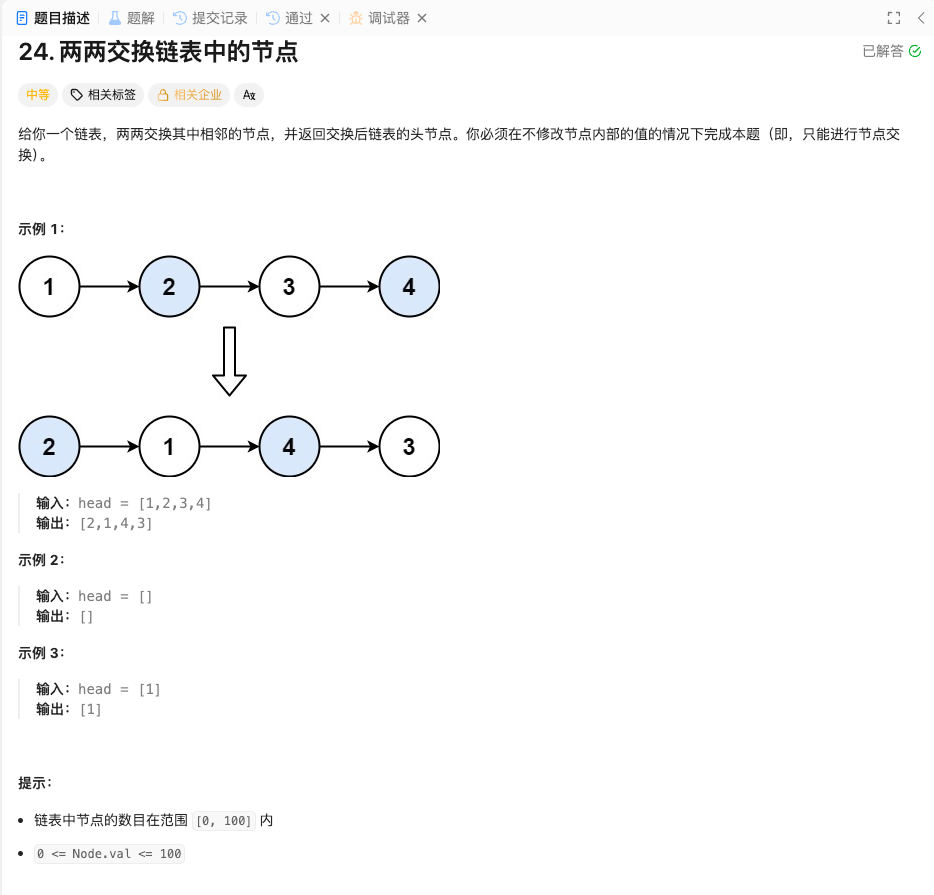 题目描述 题解 提交记录 通过 × 调试器 ×
24. 两两交换链表中的节点 已解答
中等 相关标签 相关企业 Az
给你一个链表，两两交换其中相邻的节点，并返回交换后链表的头节点。你必须在不修改节点内部的值的情况下完成本题（即，只能进行节点交
换）。
示例 1：
1 2 3 4
2 1 4 3
输入：head = [1,2,3,4]
输出：[2,1,4,3]
示例 2：
输入：head = []
输出：[]
示例 3：
输入：head = [1]
输出：[1]
提示：
• 链表中节点的数目在范围 [0, 100] 内
• 0 <= Node.val <= 100